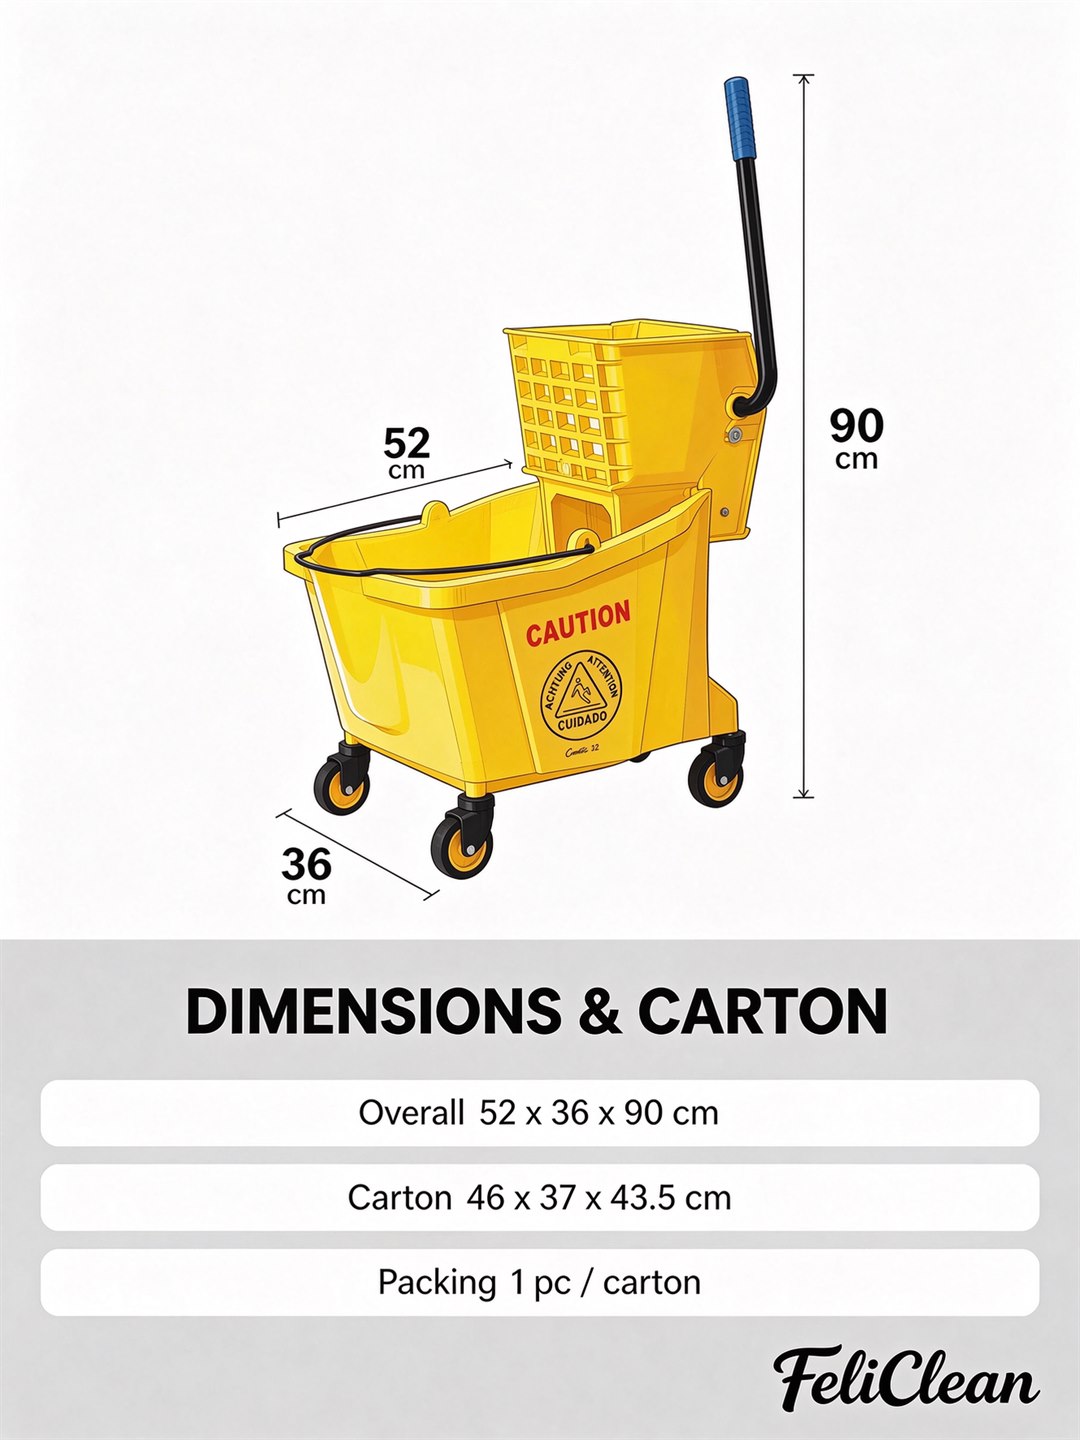 52
cm
90
cm
CAUTION
ACHTUNG
ATTENTION
CUIDADO
36
cm
DIMENSIONS & CARTON
Overall 52 x 36 x 90 cm
Carton 46 x 37 x 43.5 cm
Packing 1 pc / carton
FeliClean